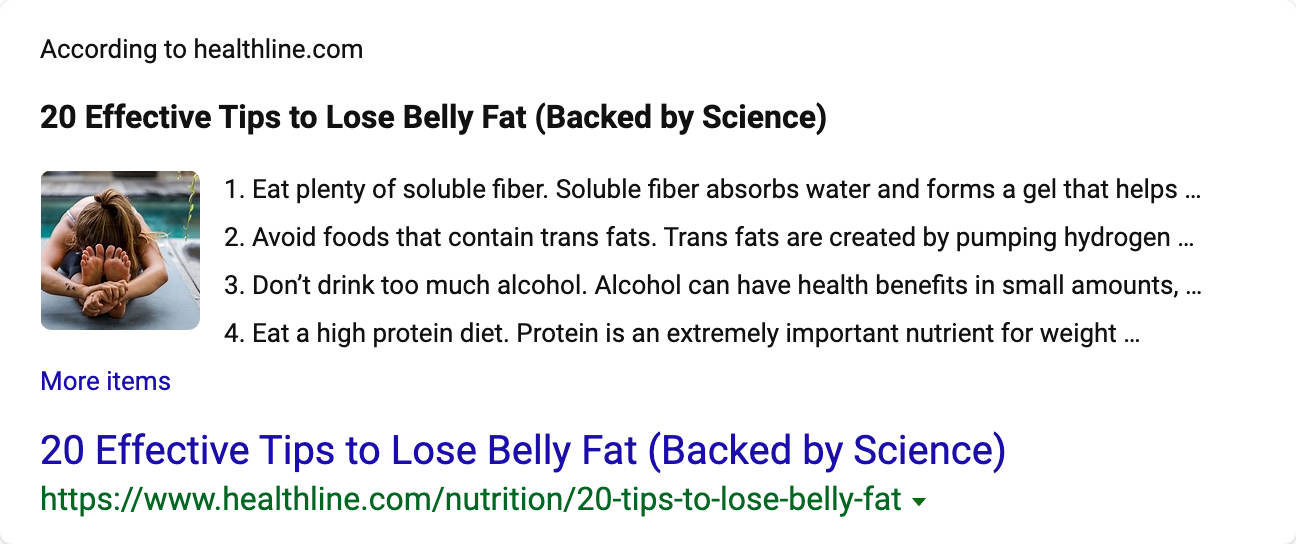 According to healthline.com
20 Effective Tips to Lose Belly Fat (Backed by Science)
1. Eat plenty of soluble fiber. Soluble fiber absorbs water and forms a gel that helps ...
2. Avoid foods that contain trans fats. Trans fats are created by pumping hydrogen ...
3. Don’t drink too much alcohol. Alcohol can have health benefits in small amounts, ...
4. Eat a high protein diet. Protein is an extremely important nutrient for weight ...
More items
20 Effective Tips to Lose Belly Fat (Backed by Science)
https://www.healthline.com/nutrition/20-tips-to-lose-belly-fat